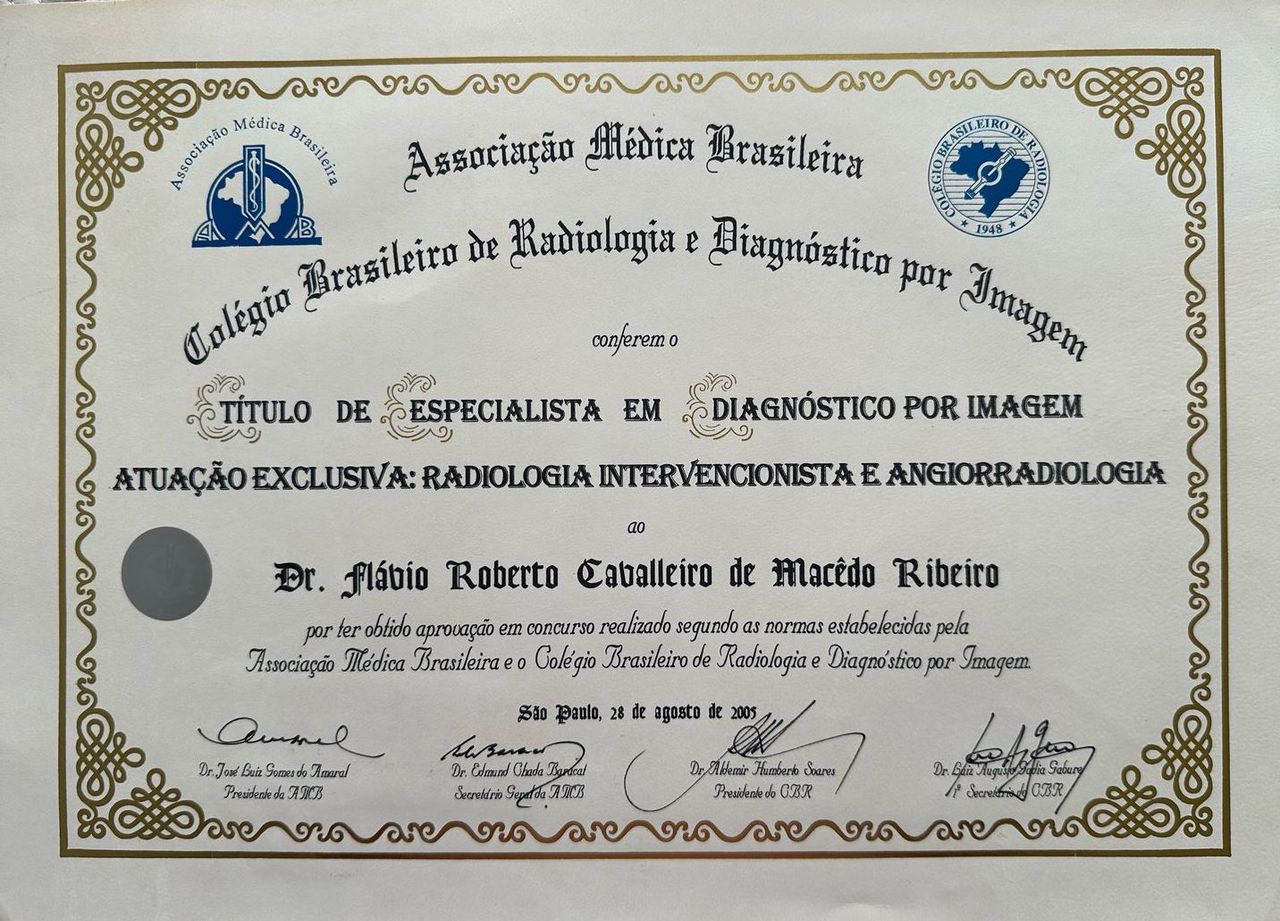 Associação Médica Brasileira
AMB
COLÉGIO BRASILEIRO DE RADIOLOGIA
★ 1948 ★
Associação Médica Brasileira
Colégio Brasileiro de Radiologia e Diagnóstico por Imagem
conferem o
TÍTULO DE ESPECIALISTA EM DIAGNÓSTICO POR IMAGEM
ATUAÇÃO EXCLUSIVA: RADIOLOGIA INTERVENCIONISTA E ANGIORRADIOLOGIA
ao
Dr. Flávio Roberto Cavalleiro de Macêdo Ribeiro
por ter obtido aprovação em concurso realizado segundo as normas estabelecidas pela
Associação Médica Brasileira e o Colégio Brasileiro de Radiologia e Diagnóstico por Imagem.
São Paulo, 28 de agosto de 2005
Dr. José Luiz Gomes do Amaral
Presidente da AMB
Dr. Edmund Chada Baracat
Secretário Geral da AMB
Dr. Aldemir Humberto Soares
Presidente do CBR
Dr. Luiz Augusto
1º Secretário do CBR